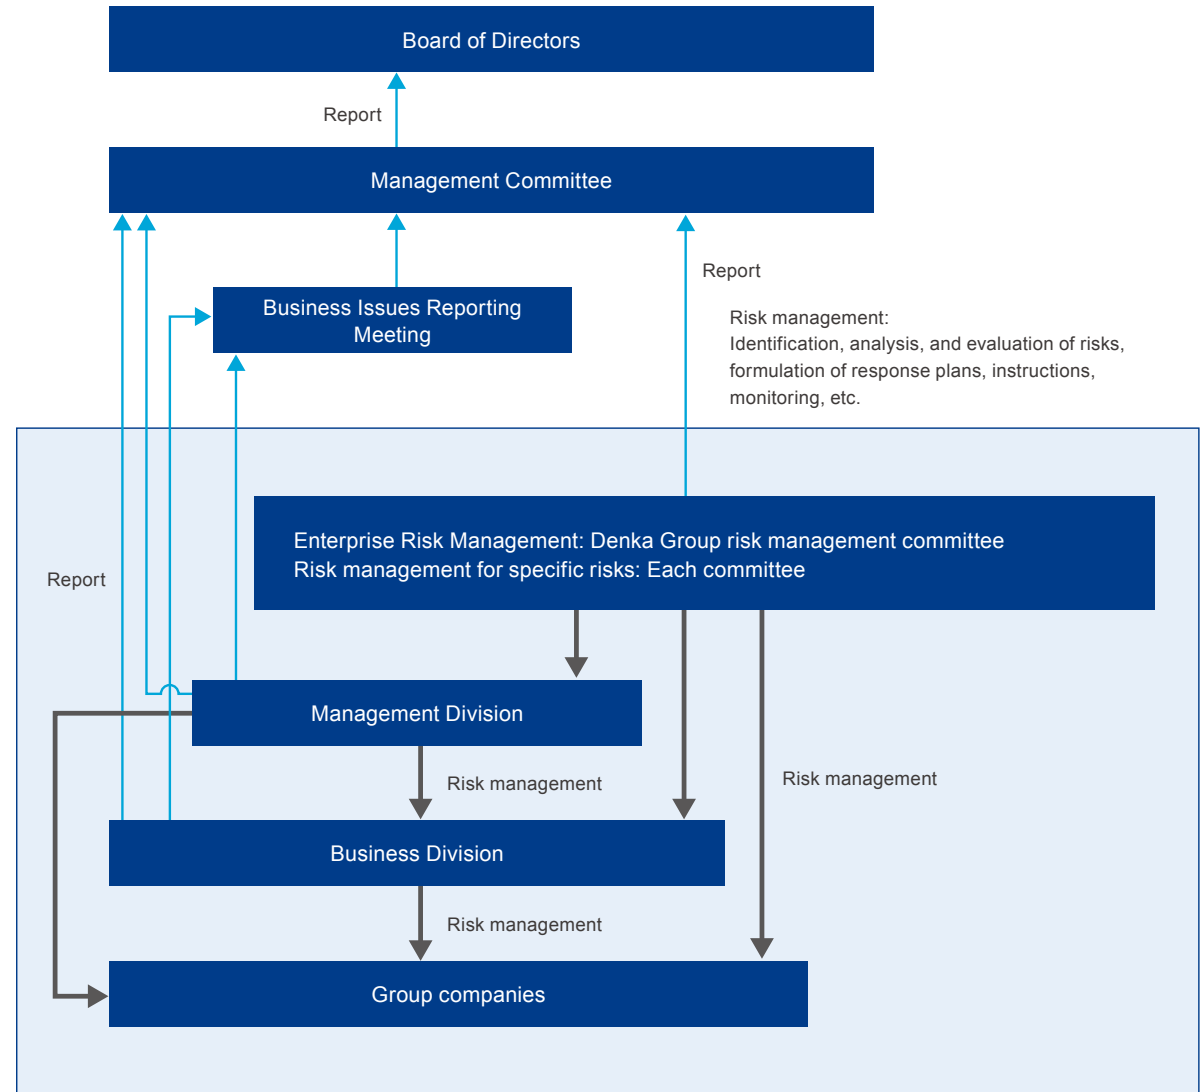 Board of Directors
Report
Management Committee
Report
Business Issues Reporting
Meeting
Risk management:
Identification, analysis, and evaluation of risks,
formulation of response plans, instructions,
monitoring, etc.
Enterprise Risk Management: Denka Group risk management committee
Risk management for specific risks: Each committee
Report
Management Division
Risk management
Risk management
Business Division
Risk management
Group companies